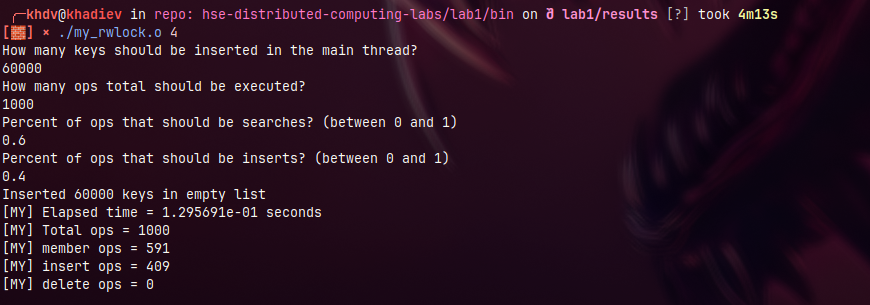 ╭─khdv@khadiev in repo: hse-distributed-computing-labs/lab1/bin on lab1/results [?] took 4m13s
[🧱] × ./my_rwlock.o 4
How many keys should be inserted in the main thread?
60000
How many ops total should be executed?
1000
Percent of ops that should be searches? (between 0 and 1)
0.6
Percent of ops that should be inserts? (between 0 and 1)
0.4
Inserted 60000 keys in empty list
[MY] Elapsed time = 1.295691e-01 seconds
[MY] Total ops = 1000
[MY] member ops = 591
[MY] insert ops = 409
[MY] delete ops = 0